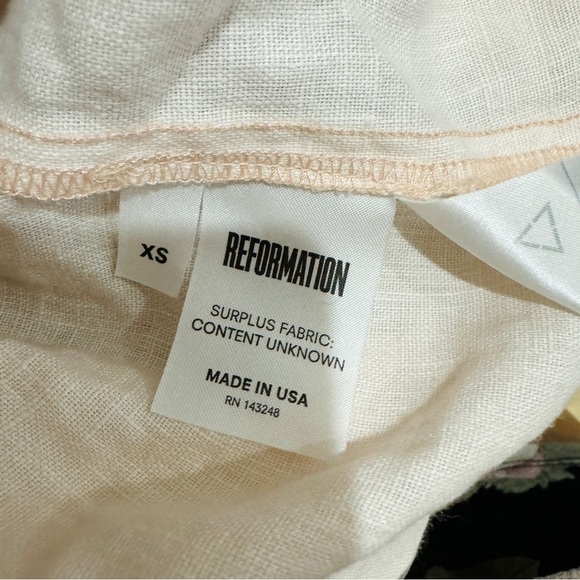 XS
REFORMATION
SURPLUS FABRIC:
CONTENT UNKNOWN
MADE IN USA
RN 143248